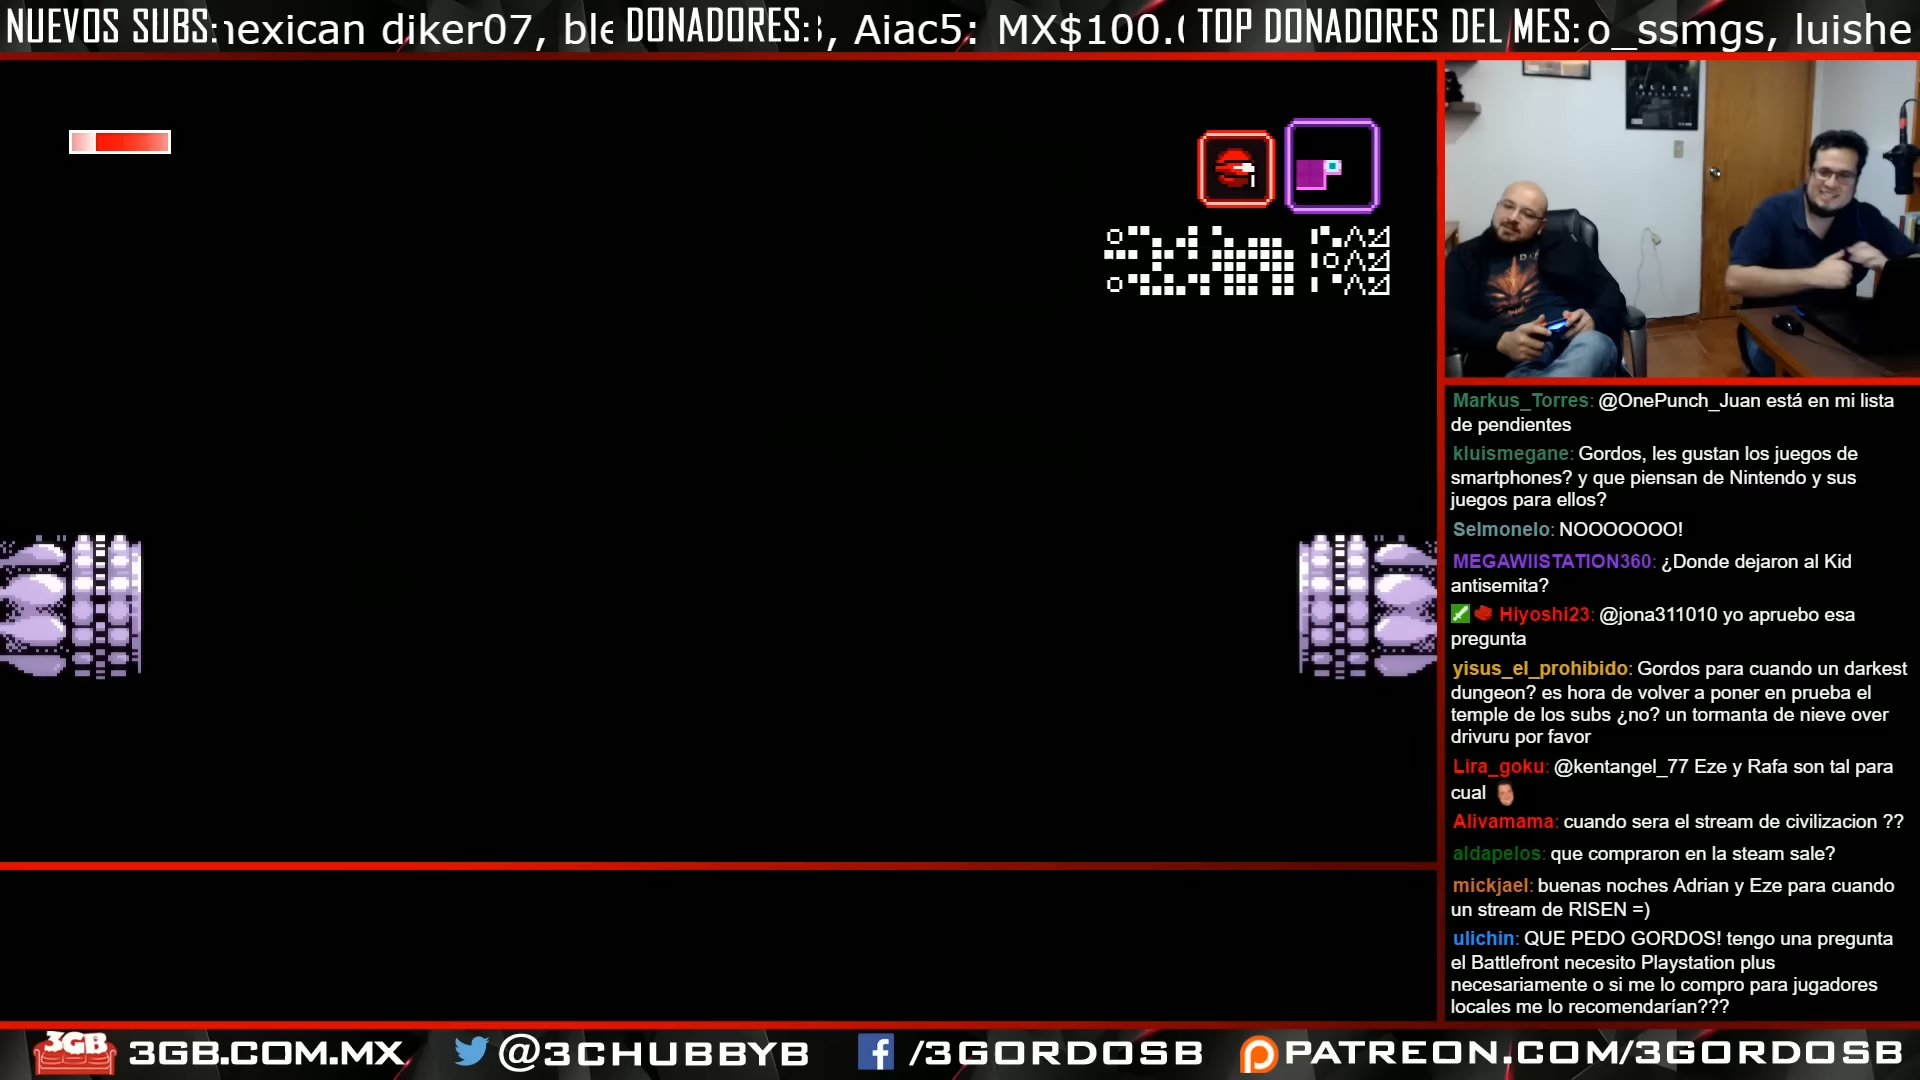 NUEVOS SUBS: mexican diker07, ble DONADORES: 3, Aiac5: MX$100.0 TOP DONADORES DEL MES: o_ssmgs, luishe
ALIEN
Markus_Torres: @OnePunch_Juan está en mi lista
de pendientes
kluismegane: Gordos, les gustan los juegos de
smartphones? y que piensan de Nintendo y sus
juegos para ellos?
Selmonelo: NOOOOOOO!
MEGAWIISTATION360: ¿Donde dejaron al Kid
antisemita?
Hiyoshi23: @jona311010 yo apruebo esa
pregunta
yisus_el_prohibido: Gordos para cuando un darkest
dungeon? es hora de volver a poner en prueba el
temple de los subs ¿no? un tormanta de nieve over
drivuru por favor
Lira_goku: @kentangel_77 Eze y Rafa son tal para
cual
Alivamama: cuando sera el stream de civilizacion ??
aldapelos: que compraron en la steam sale?
mickjael: buenas noches Adrian y Eze para cuando
un stream de RISEN =)
ulichin: QUE PEDO GORDOS! tengo una pregunta
el Battlefront necesito Playstation plus
necesariamente o si me lo compro para jugadores
locales me lo recomendarían???
3GB 3GB.COM.MX @3CHUBBYB /3GORDOSB PATREON.COM/3GORDOSB